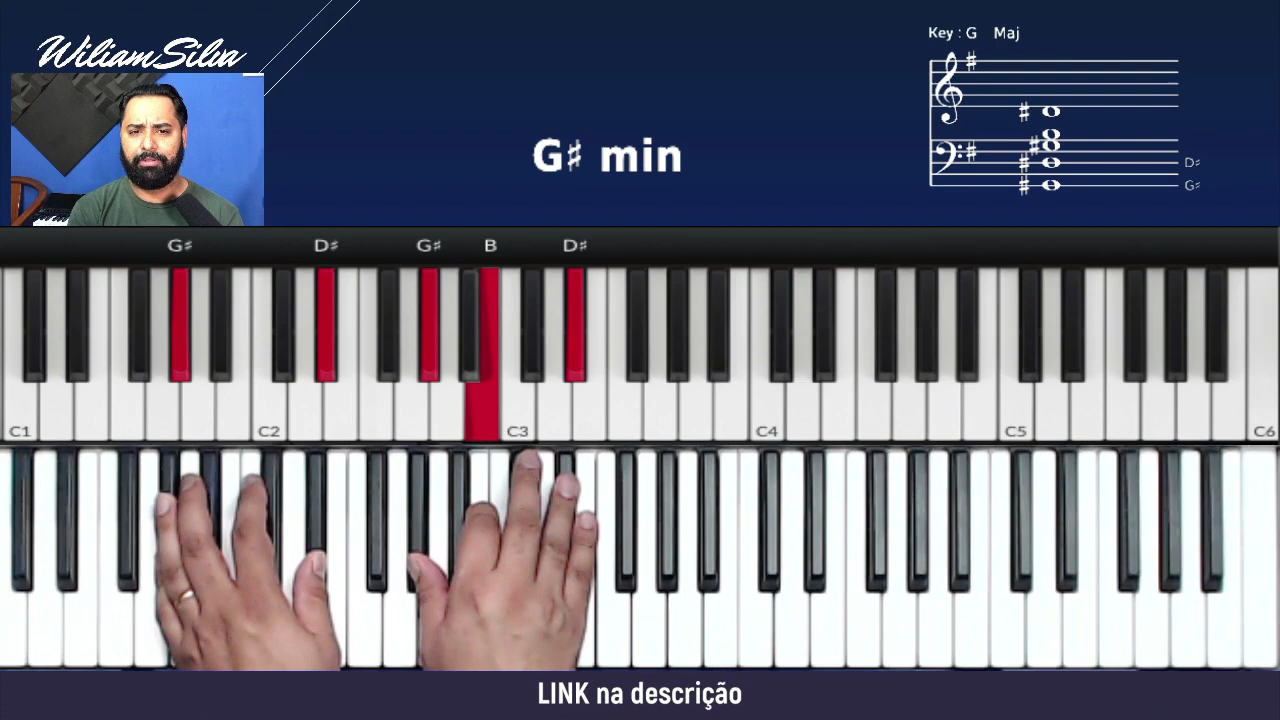 WiliamSilva
Key : G Maj
G♯ min
D♯
G♯
G♯ D♯ G♯ B D♯
C1 C2 C3 C4 C5 C6
LINK na descrição